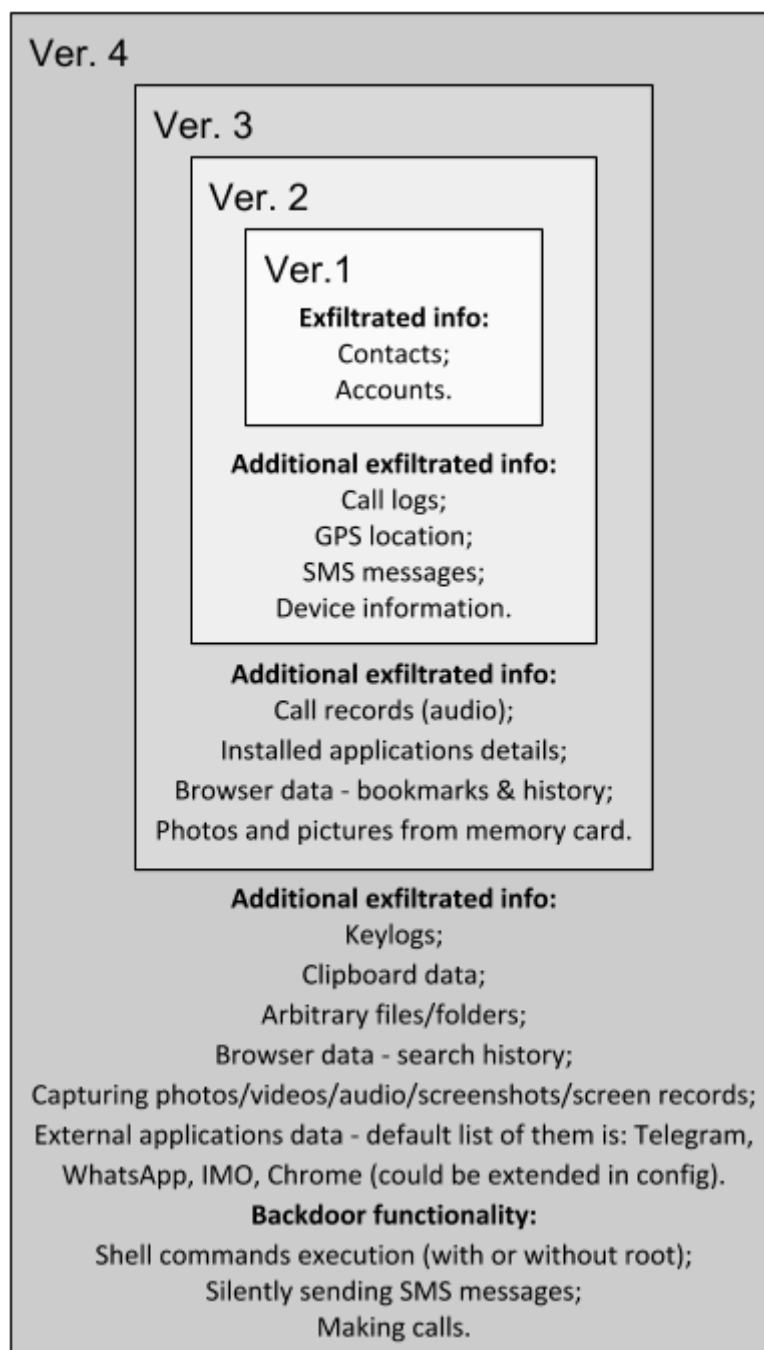 Ver. 4
Ver. 3
Ver. 2
Ver.1
Exfiltrated info:
Contacts;
Accounts.
Additional exfiltrated info:
Call logs;
GPS location;
SMS messages;
Device information.
Additional exfiltrated info:
Call records (audio);
Installed applications details;
Browser data - bookmarks & history;
Photos and pictures from memory card.
Additional exfiltrated info:
Keylogs;
Clipboard data;
Arbitrary files/folders;
Browser data - search history;
Capturing photos/videos/audio/screenshots/screen records;
External applications data - default list of them is: Telegram,
WhatsApp, IMO, Chrome (could be extended in config).
Backdoor functionality:
Shell commands execution (with or without root);
Silently sending SMS messages;
Making calls.